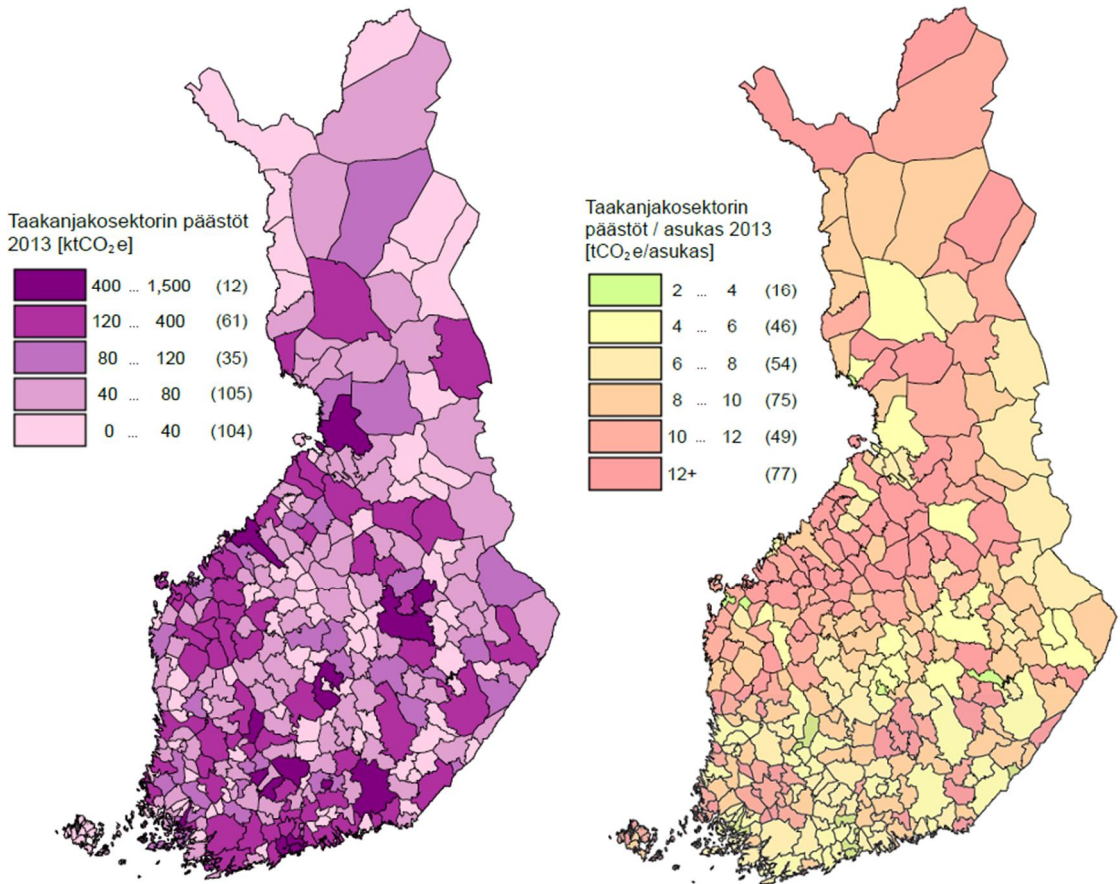 Taakanjakosektorin päästöt
2013 [ktCO₂e]
400 ... 1,500 (12)
120 ... 400 (61)
80 ... 120 (35)
40 ... 80 (105)
0 ... 40 (104)
Taakanjakosektorin
päästöt / asukas 2013
[tCO₂e/asukas]
2 ... 4 (16)
4 ... 6 (46)
6 ... 8 (54)
8 ... 10 (75)
10 ... 12 (49)
12+ (77)